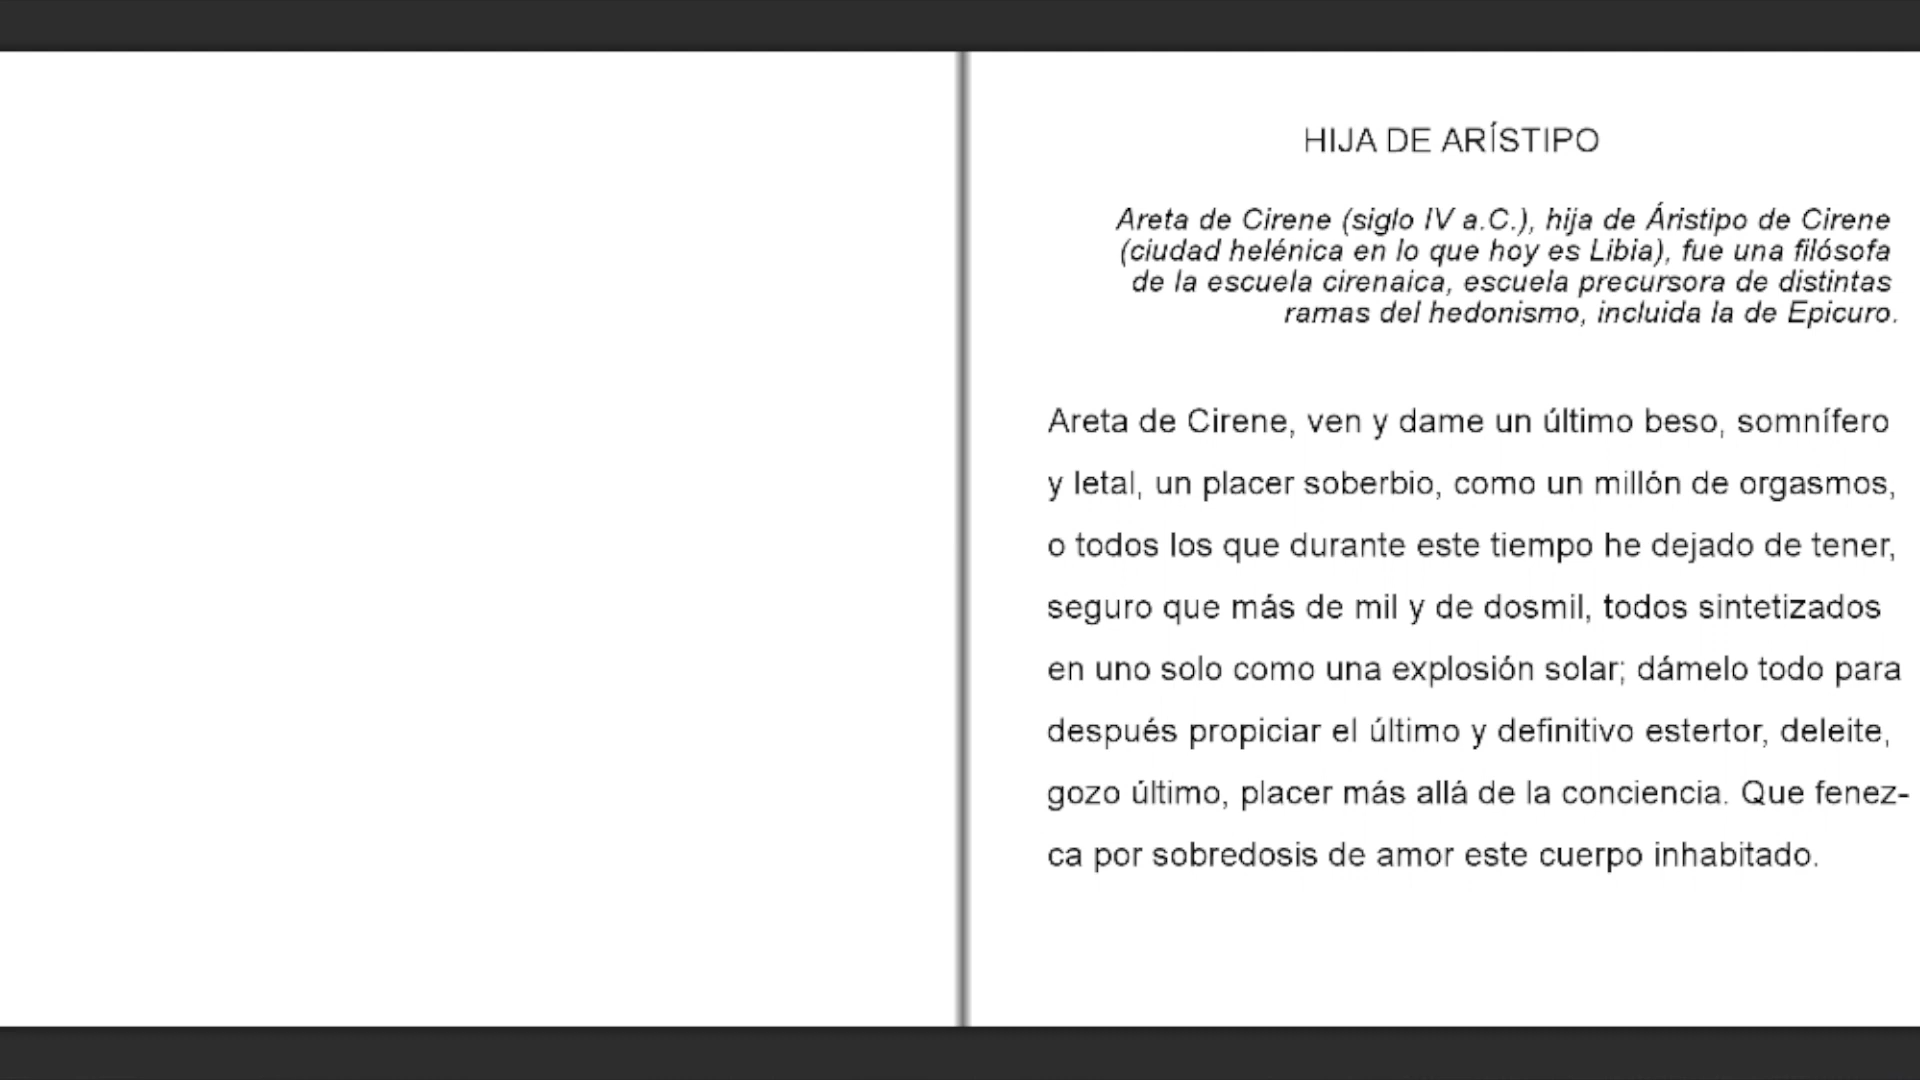 HIJA DE ARÍSTIPO
Areta de Cirene (siglo IV a.C.), hija de Áristipo de Cirene
(ciudad helénica en lo que hoy es Libia), fue una filósofa
de la escuela cirenaica, escuela precursora de distintas
ramas del hedonismo, incluida la de Epicuro.
Areta de Cirene, ven y dame un último beso, somnífero
y letal, un placer soberbio, como un millón de orgasmos,
o todos los que durante este tiempo he dejado de tener,
seguro que más de mil y de dosmil, todos sintetizados
en uno solo como una explosión solar; dámelo todo para
después propiciar el último y definitivo estertor, deleite,
gozo último, placer más allá de la conciencia. Que fenez-
ca por sobredosis de amor este cuerpo inhabitado.